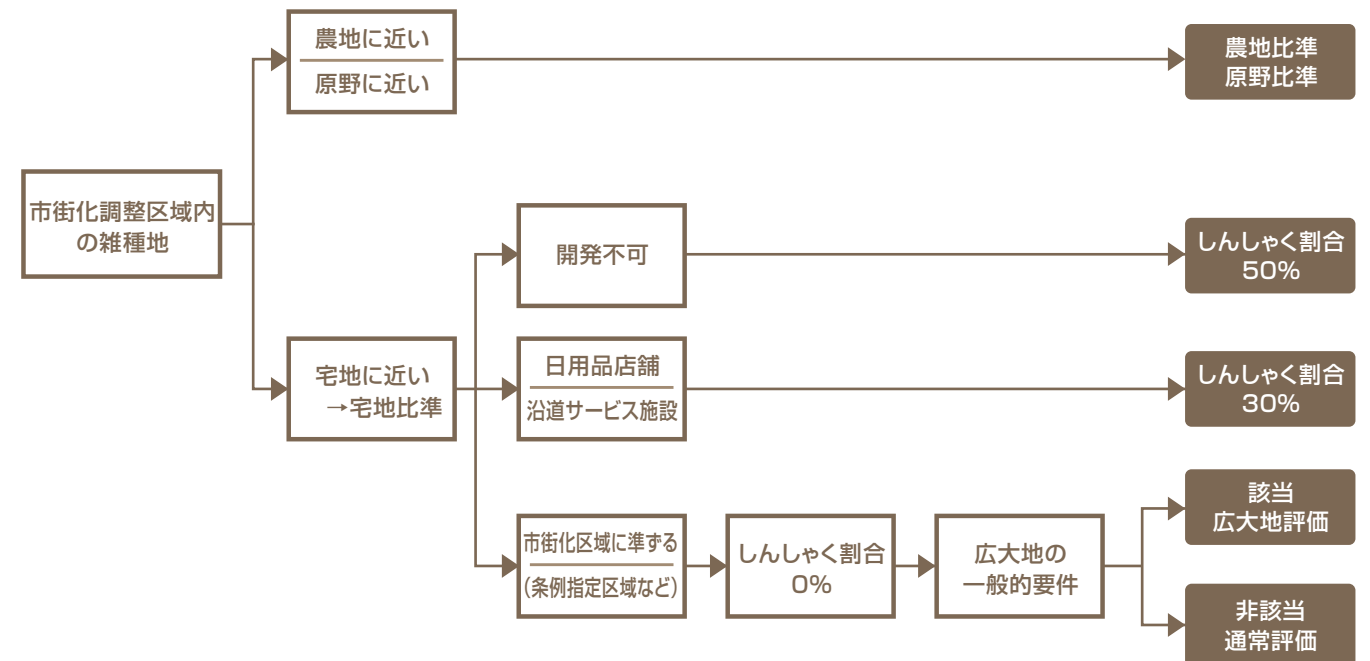 農地に近い
原野に近い
農地比準
原野比準
市街化調整区域内
の雑種地
開発不可
しんしゃく割合
50%
宅地に近い
→宅地比準
日用品店舗
沿道サービス施設
しんしゃく割合
30%
市街化区域に準ずる
(条例指定区域など)
しんしゃく割合
0%
広大地の
一般的要件
該当
広大地評価
非該当
通常評価